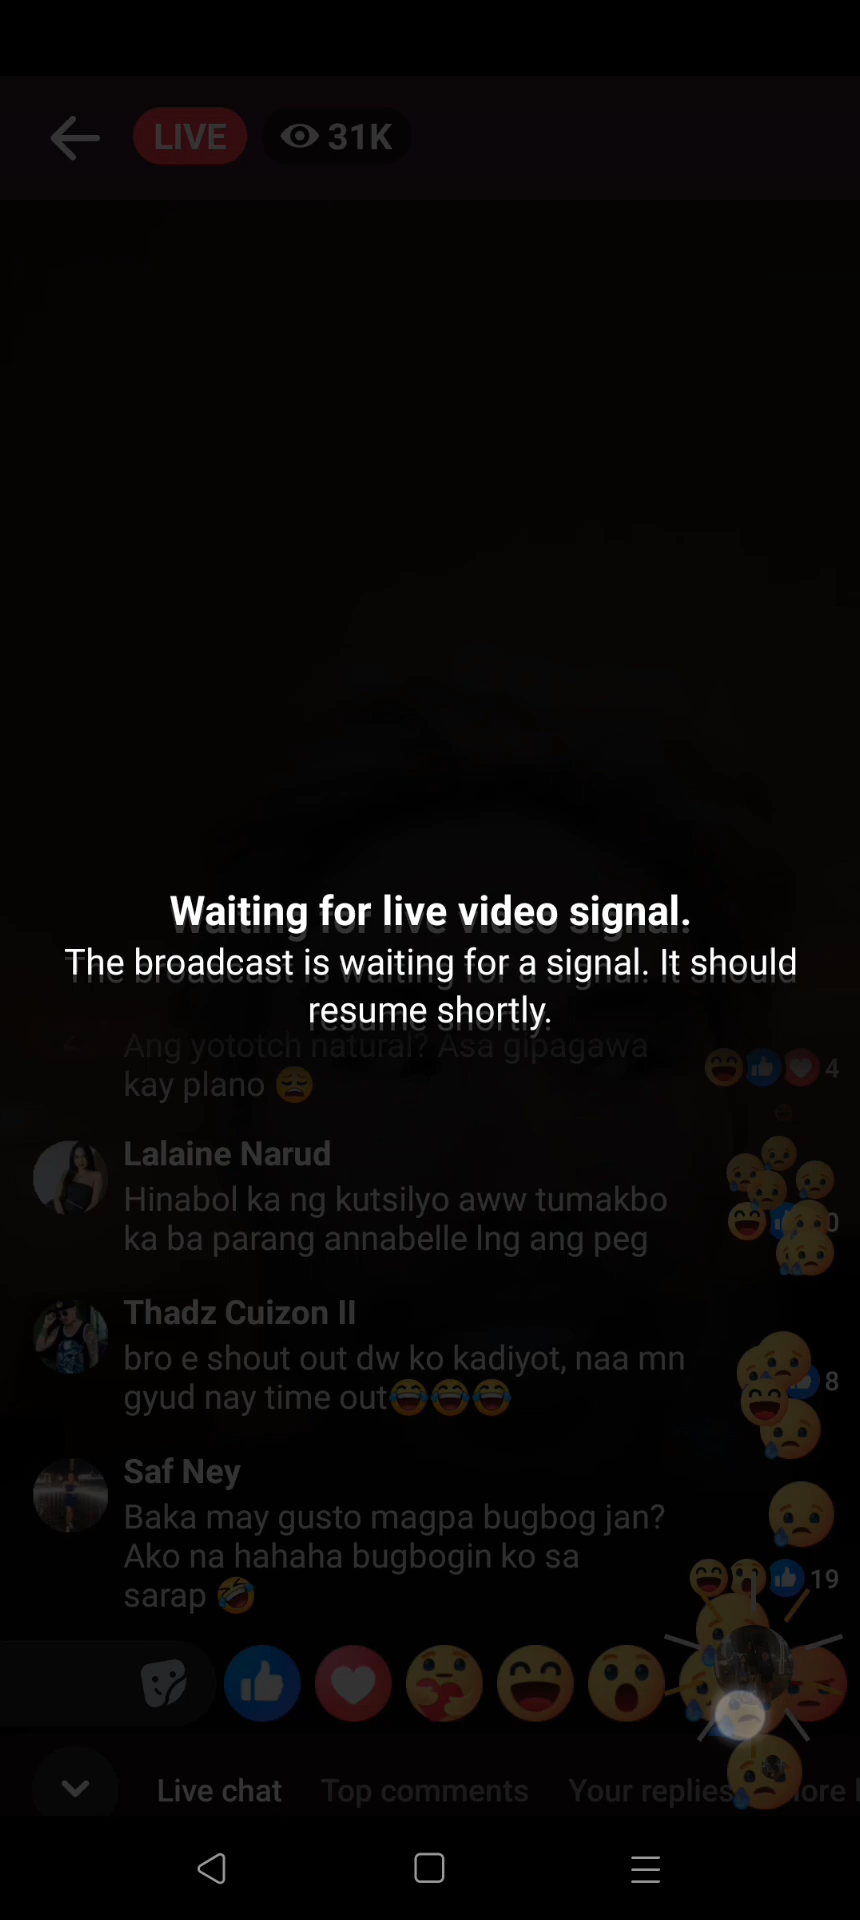 LIVE 31K
Waiting for live video signal.
The broadcast is waiting for a signal. It should
resume shortly.
Ang yototch natural? Asa gipagawa
kay plano 😩
4
Lalaine Narud
Hinabol ka ng kutsilyo aww tumakbo
ka ba parang annabelle lng ang peg
Thadz Cuizon II
bro e shout out dw ko kadiyot, naa mn
gyud nay time out😂😂😂
8
Saf Ney
Baka may gusto magpa bugbog jan?
Ako na hahaha bugbogin ko sa
sarap 🤣
19
Live chat Top comments Your replies